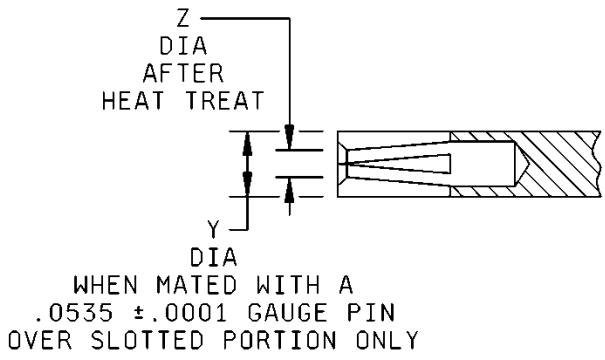 Z
DIA
AFTER
HEAT TREAT
Y
DIA
WHEN MATED WITH A
.0535 ±.0001 GAUGE PIN
OVER SLOTTED PORTION ONLY